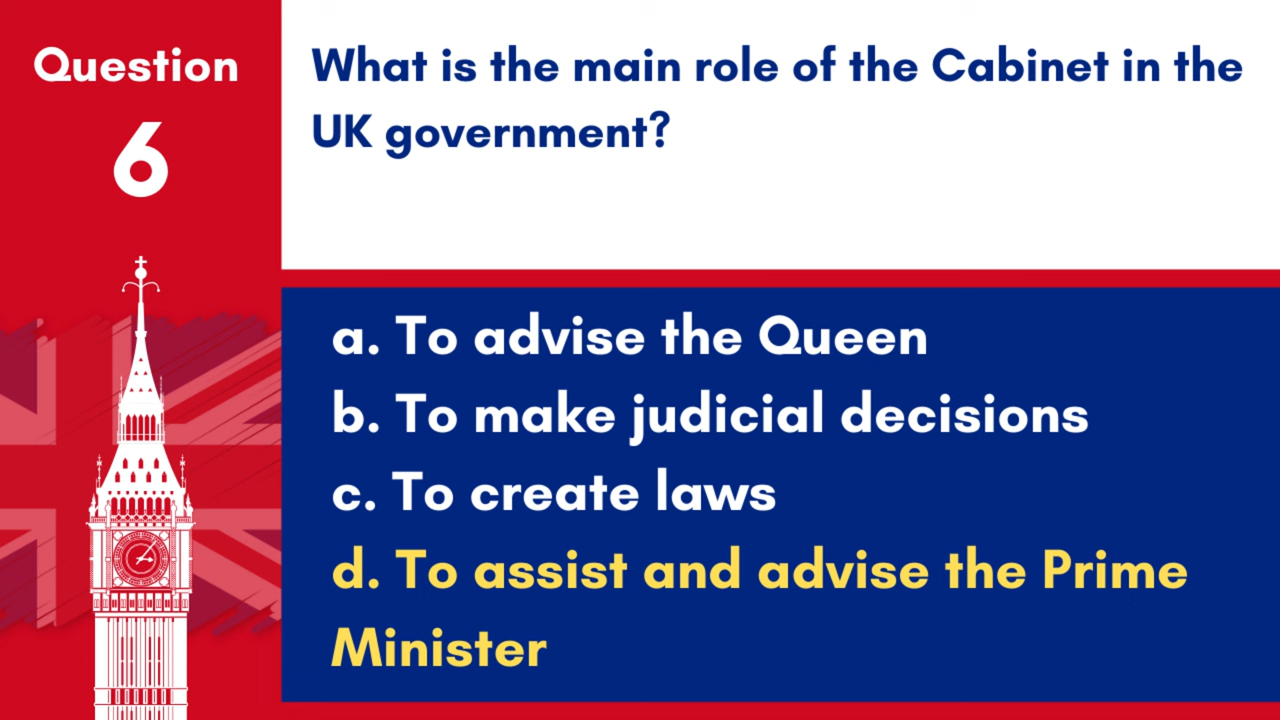 Question
6
What is the main role of the Cabinet in the
UK government?
a. To advise the Queen
b. To make judicial decisions
c. To create laws
d. To assist and advise the Prime
Minister